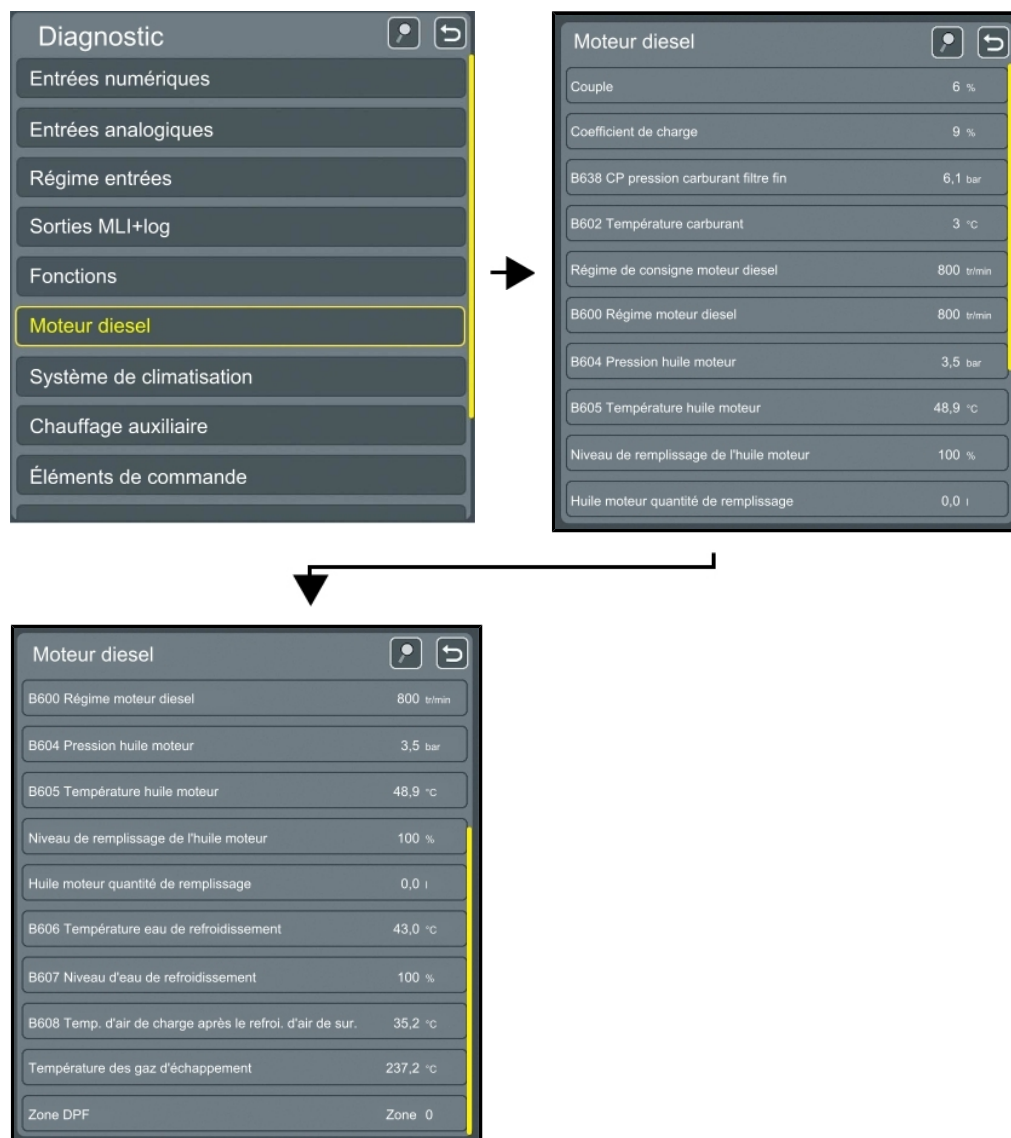 Diagnostic
Entrées numériques
Entrées analogiques
Régime entrées
Sorties MLI+log
Fonctions
Moteur diesel
Système de climatisation
Chauffage auxiliaire
Éléments de commande
Moteur diesel
Couple 6 %
Coefficient de charge 9 %
B638 CP pression carburant filtre fin 6,1 bar
B602 Température carburant 3 °C
Régime de consigne moteur diesel 800 tr/min
B600 Régime moteur diesel 800 tr/min
B604 Pression huile moteur 3,5 bar
B605 Température huile moteur 48,9 °C
Niveau de remplissage de l'huile moteur 100 %
Huile moteur quantité de remplissage 0,0 l
Moteur diesel
B600 Régime moteur diesel 800 tr/min
B604 Pression huile moteur 3,5 bar
B605 Température huile moteur 48,9 °C
Niveau de remplissage de l'huile moteur 100 %
Huile moteur quantité de remplissage 0,0 l
B606 Température eau de refroidissement 43,0 °C
B607 Niveau d'eau de refroidissement 100 %
B608 Temp. d'air de charge après le refroi. d'air de sur. 35,2 °C
Température des gaz d'échappement 237,2 °C
Zone DPF Zone 0